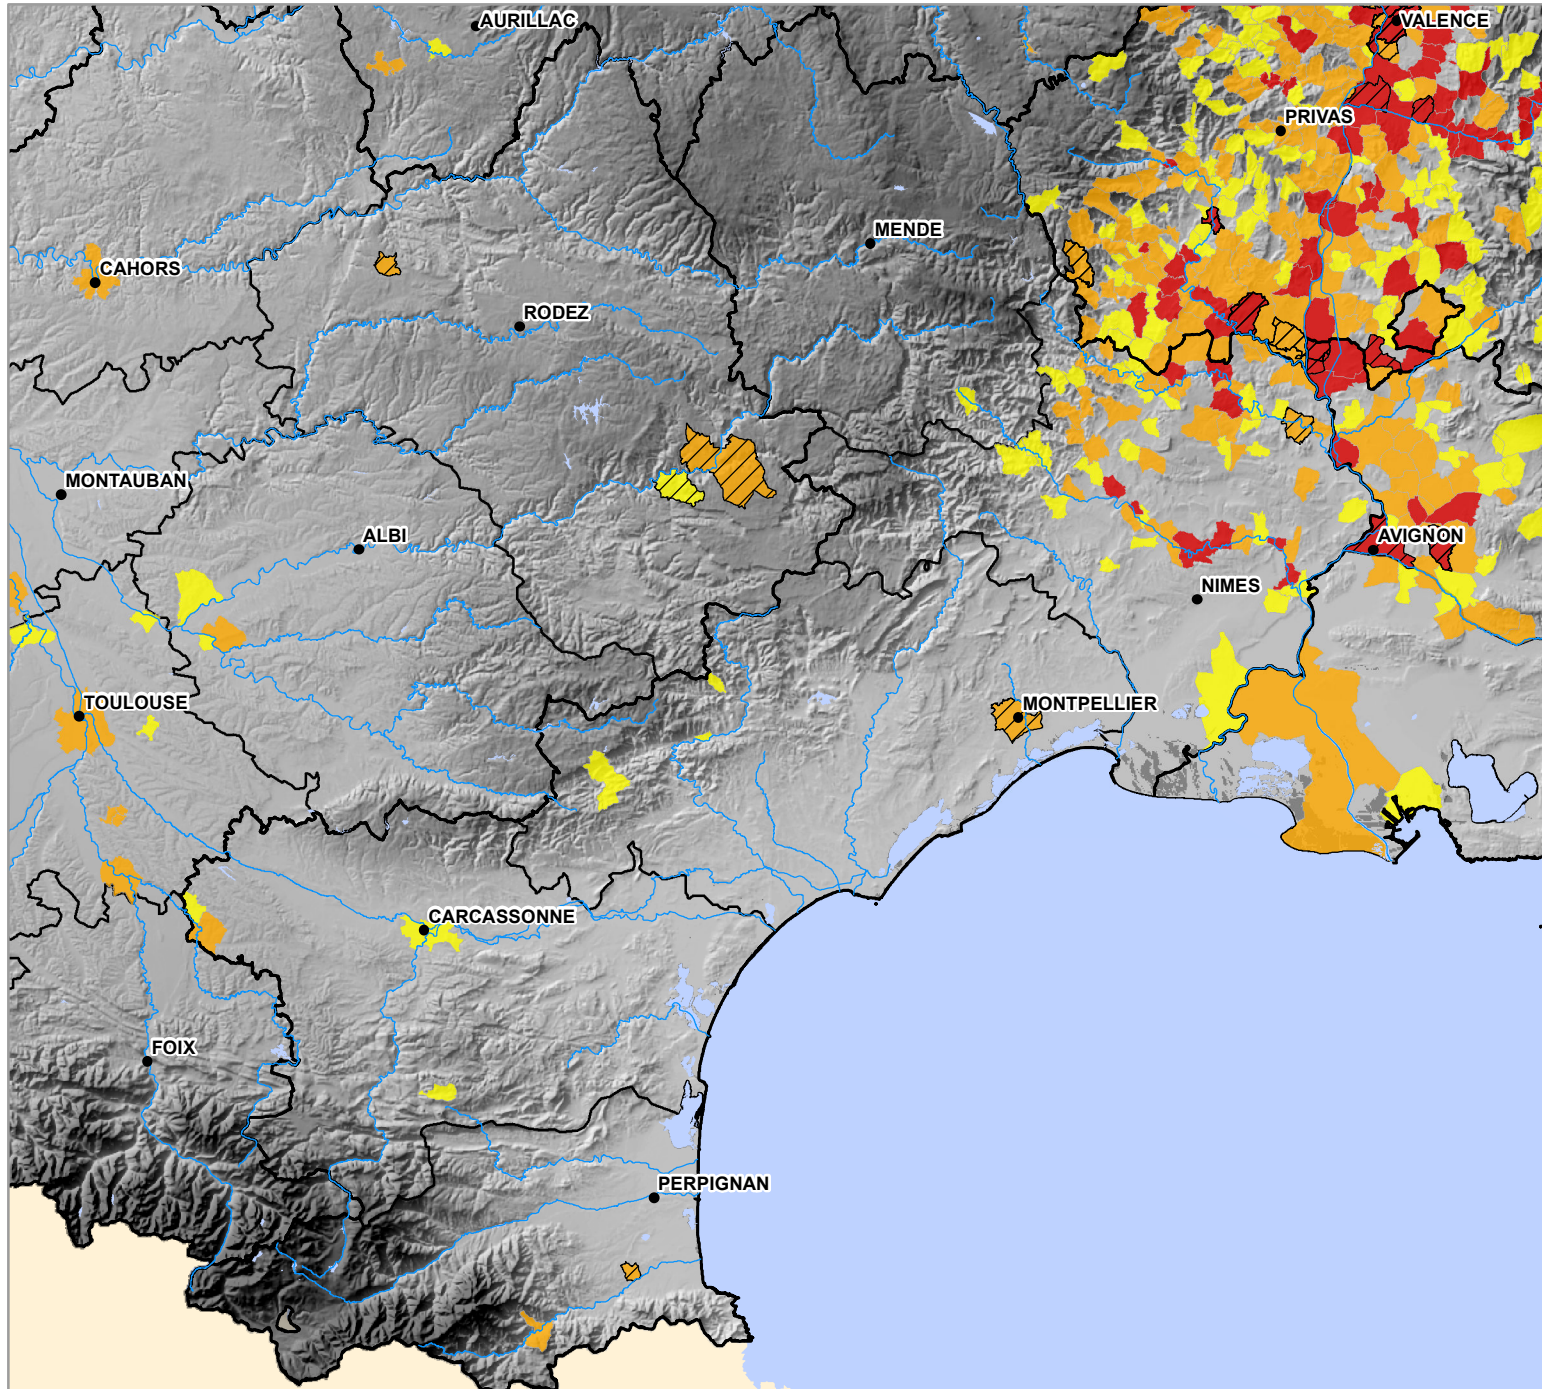 AURILLAC
VALENCE
PRIVAS
MENDE
CAHORS
RODEZ
MONTAUBAN
ALBI
AVIGNON
NIMES
TOULOUSE
MONTPELLIER
CARCASSONNE
FOIX
PERPIGNAN